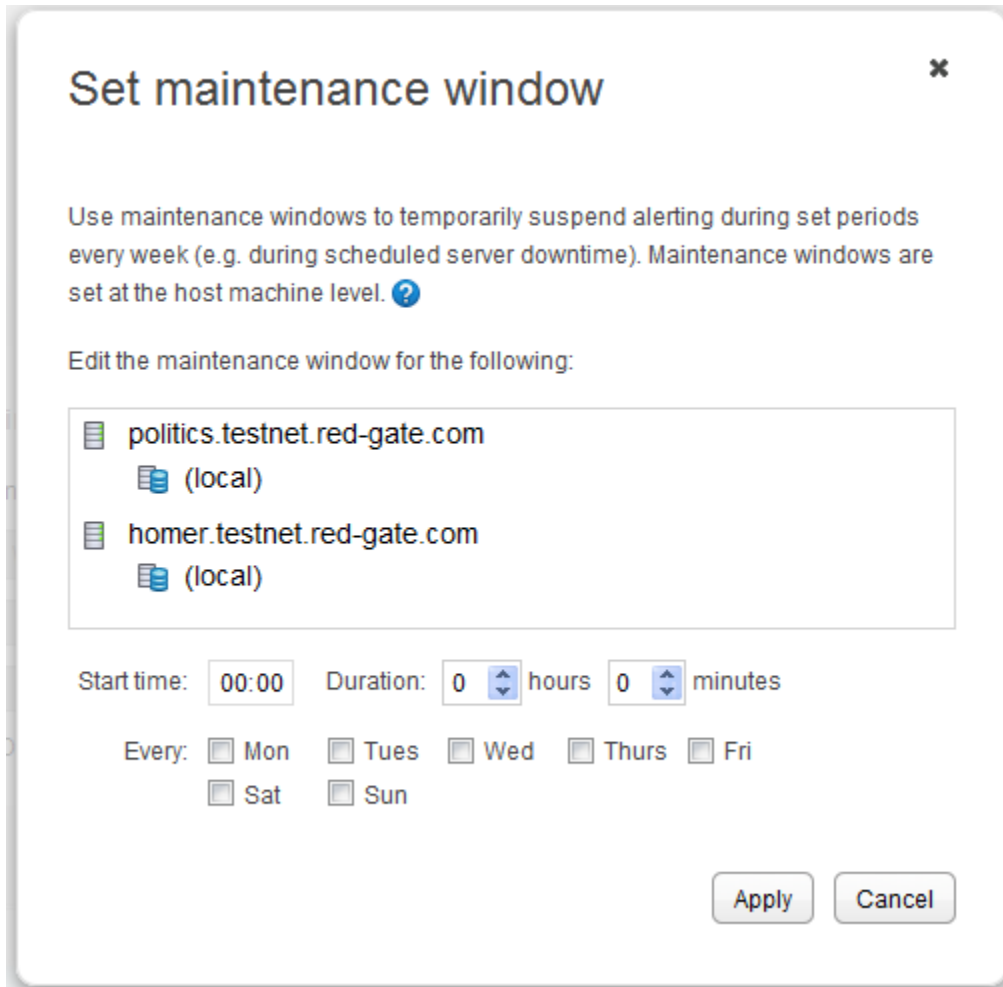 Set maintenance window
Use maintenance windows to temporarily suspend alerting during set periods
every week (e.g. during scheduled server downtime). Maintenance windows are
set at the host machine level.
Edit the maintenance window for the following:
politics.testnet.red-gate.com
(local)
homer.testnet.red-gate.com
(local)
Start time: 00:00 Duration: 0 hours 0 minutes
Every: Mon Tues Wed Thurs Fri
Sat Sun
Apply Cancel